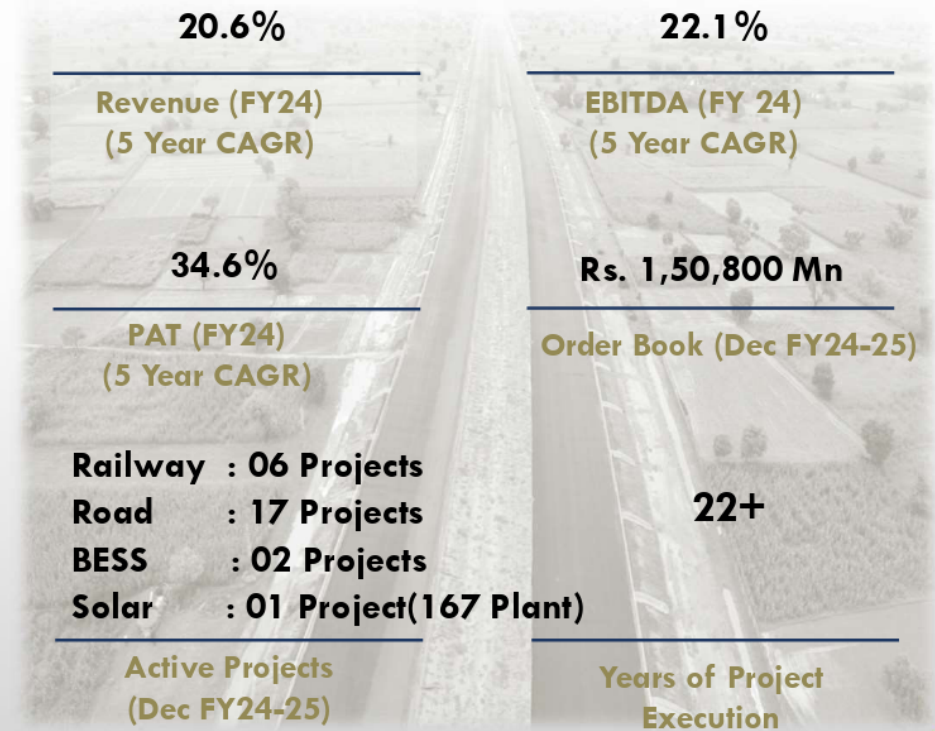 20.6%
Revenue (FY24)
(5 Year CAGR)
22.1%
EBITDA (FY 24)
(5 Year CAGR)
34.6%
PAT (FY24)
(5 Year CAGR)
Rs. 1,50,800 Mn
Order Book (Dec FY24-25)
Railway : 06 Projects
Road : 17 Projects
BESS : 02 Projects
Solar : 01 Project(167 Plant)
Active Projects
(Dec FY24-25)
22+
Years of Project
Execution